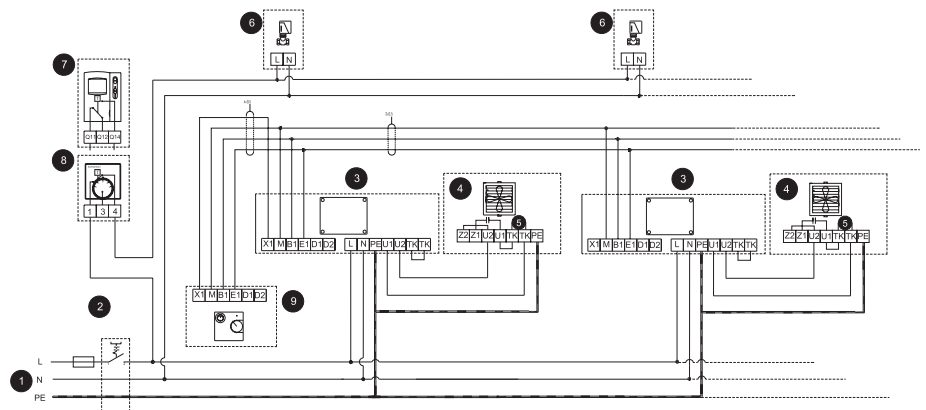 6
6
7
L N
L N
Q11 Q12 Q14
8
3
4
3
4
1 3 4
5
5
Z2 Z1 U2 U1 TK TK PE
Z2 Z1 U2 U1 TK TK PE
X1 M B1 E1 D1 D2
L N PE U1 U2 TK TK
X1 M B1 E1 D1 D2
L N PE U1 U2 TK TK
X1 M B1 E1 D1 D2
9
2
L
1 N
PE